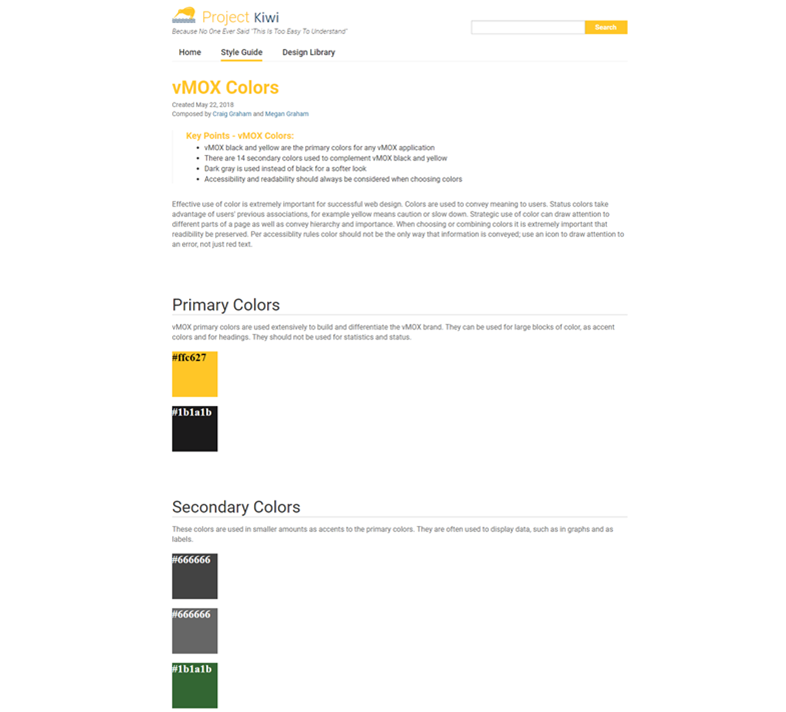 Project Kiwi
Because No One Ever Said "This Is Too Easy To Understand"
Search
Home Style Guide Design Library
vMOX Colors
Created May 22, 2018
Composed by Craig Graham and Megan Graham
Key Points - vMOX Colors:
• vMOX black and yellow are the primary colors for any vMOX application
• There are 14 secondary colors used to complement vMOX black and yellow
• Dark gray is used instead of black for a softer look
• Accessibility and readability should always be considered when choosing colors
Effective use of color is extremely important for successful web design. Colors are used to convey meaning to users. Status colors take
advantage of users' previous associations, for example yellow means caution or slow down. Strategic use of color can draw attention to
different parts of a page as well as convey hierarchy and importance. When choosing or combining colors it is extremely important that
readibility be preserved. Per accessiblity rules color should not be the only way that information is conveyed; use an icon to draw attention to
an error, not just red text.
Primary Colors
vMOX primary colors are used extensively to build and differentiate the vMOX brand. They can be used for large blocks of color, as accent
colors and for headings. They should not be used for statistics and status.
#ffc627
#1b1a1b
Secondary Colors
These colors are used in smaller amounts as accents to the primary colors. They are often used to display data, such as in graphs and as
labels.
#666666
#666666
#1b1a1b